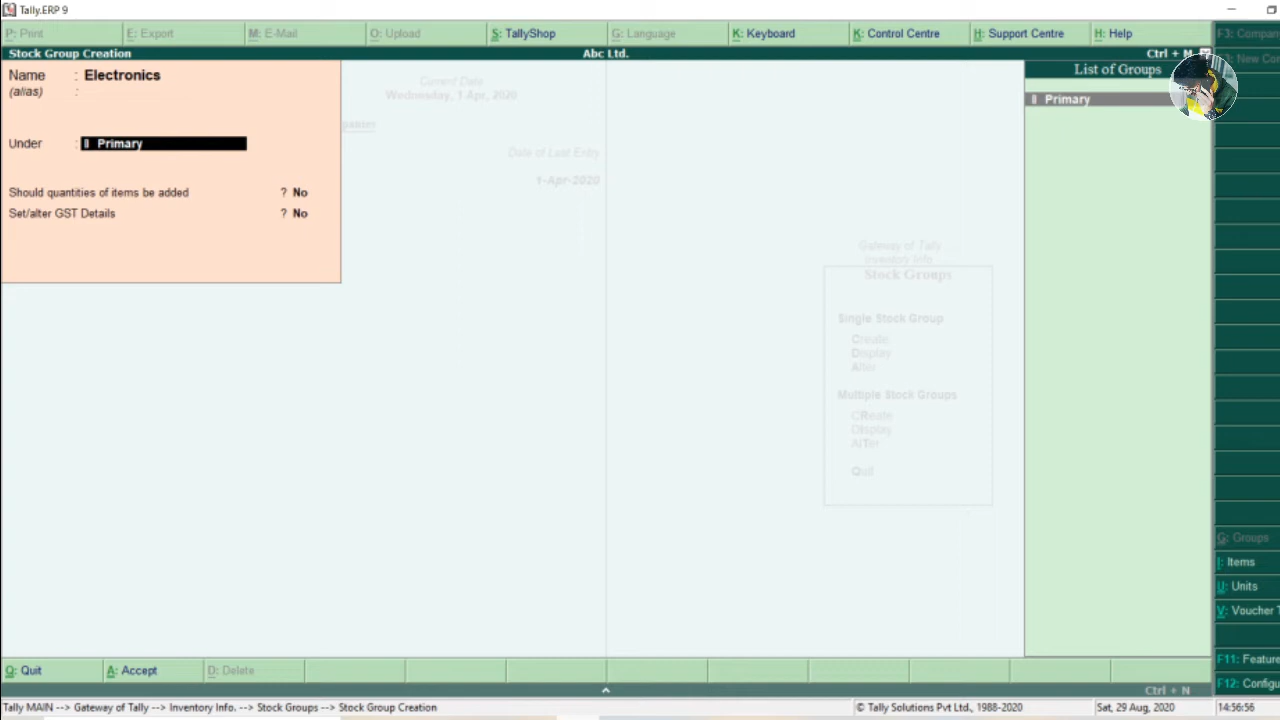 Tally.ERP 9
P: Print E: Export M: E-Mail O: Upload S: TallyShop G: Language K: Keyboard K: Control Centre H: Support Centre H: Help
Stock Group Creation Abc Ltd. Ctrl + M
Name : Electronics
(alias) :
Under : Primary
Should quantities of items be added ? No
Set/alter GST Details ? No
Current Date
Wednesday, 1 Apr, 2020
Date of Last Entry
1-Apr-2020
Gateway of Tally ...
Inventory Info. ...
Stock Groups
Single Stock Group
Create
Display
Alter
Multiple Stock Groups
CReate
DIsplay
AlTer
Quit
List of Groups
Primary
G: Groups
I: Items
U: Units
V: Voucher T
F11: Feature
F12: Configu
Q: Quit A: Accept D: Delete
Ctrl + N
Tally MAIN --> Gateway of Tally --> Inventory Info. --> Stock Groups --> Stock Group Creation © Tally Solutions Pvt Ltd., 1988-2020 Sat, 29 Aug, 2020 14:56:56